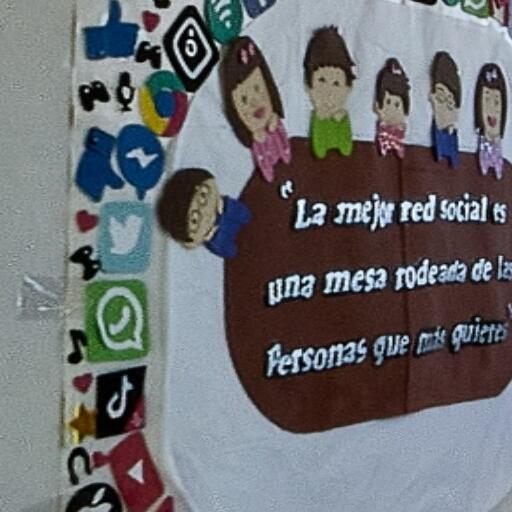 "La mejor red social es
una mesa rodeada de las
Personas que más quieres"